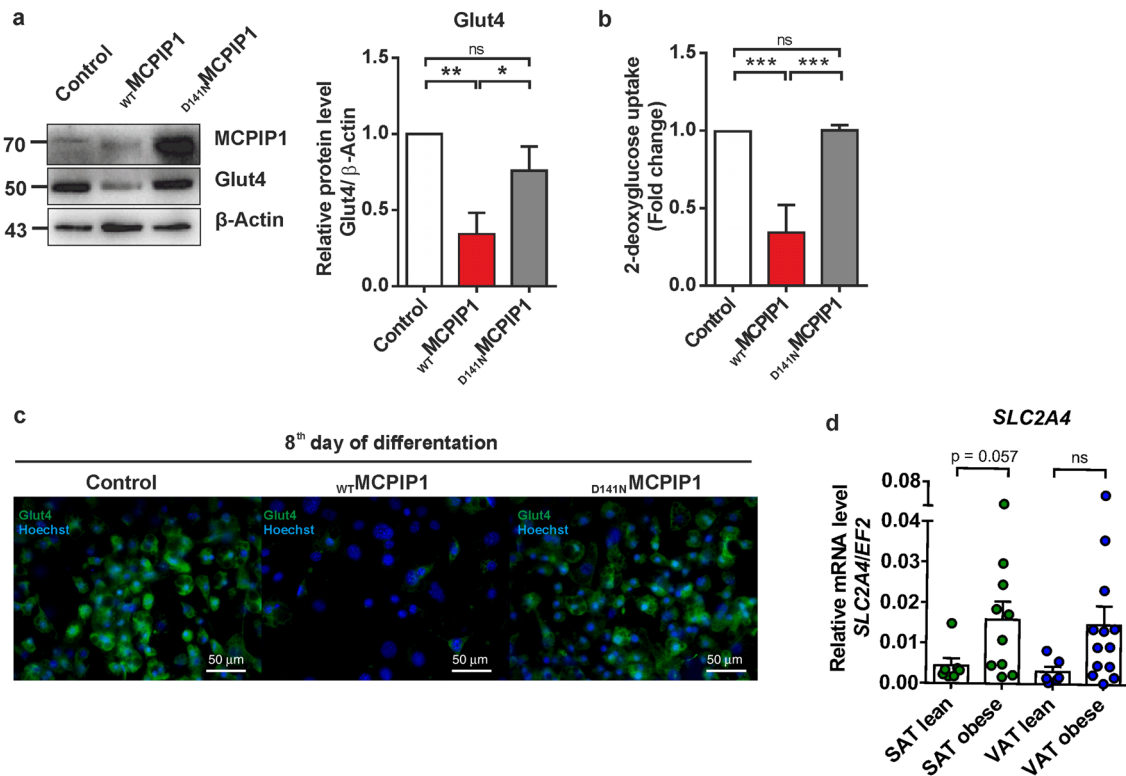 a
Control
WTMCPIP1
D141NMCPIP1
70
MCPIP1
50
Glut4
43
β-Actin
Glut4
Relative protein level
Glut4/ β-Actin
1.5
1.0
0.5
0.0
ns
**
*
Control
WTMCPIP1
D141NMCPIP1
b
2-deoxyglucose uptake
(Fold change)
1.5
1.0
0.5
0.0
ns
***
***
Control
WTMCPIP1
D141NMCPIP1
c
8th day of differentation
Control
WTMCPIP1
D141NMCPIP1
Glut4
Hoechst
50 µm
Glut4
Hoechst
50 µm
Glut4
Hoechst
50 µm
d
SLC2A4
p = 0.057
ns
Relative mRNA level
SLC2A4/EF2
0.08
0.04
0.03
0.02
0.01
0.00
SAT lean
SAT obese
VAT lean
VAT obese